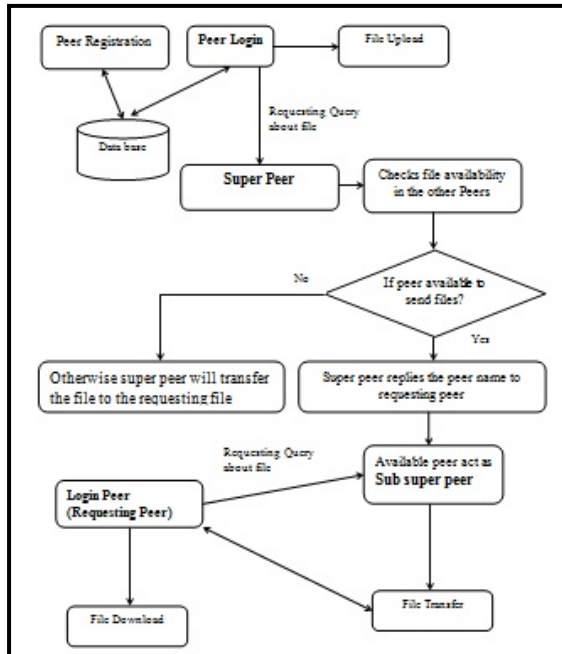 Peer Registration
Peer Login
File Upload
Requesting Query
about file
Data base
Super Peer
Checks file availability
in the other Peers
If peer available to
send files?
No
Yes
Otherwise super peer will transfer
the file to the requesting file
Super peer replies the peer name to
requesting peer
Requesting Query
about file
Available peer act as
Sub super peer
Login Peer
(Requesting Peer)
File Download
File Transfer